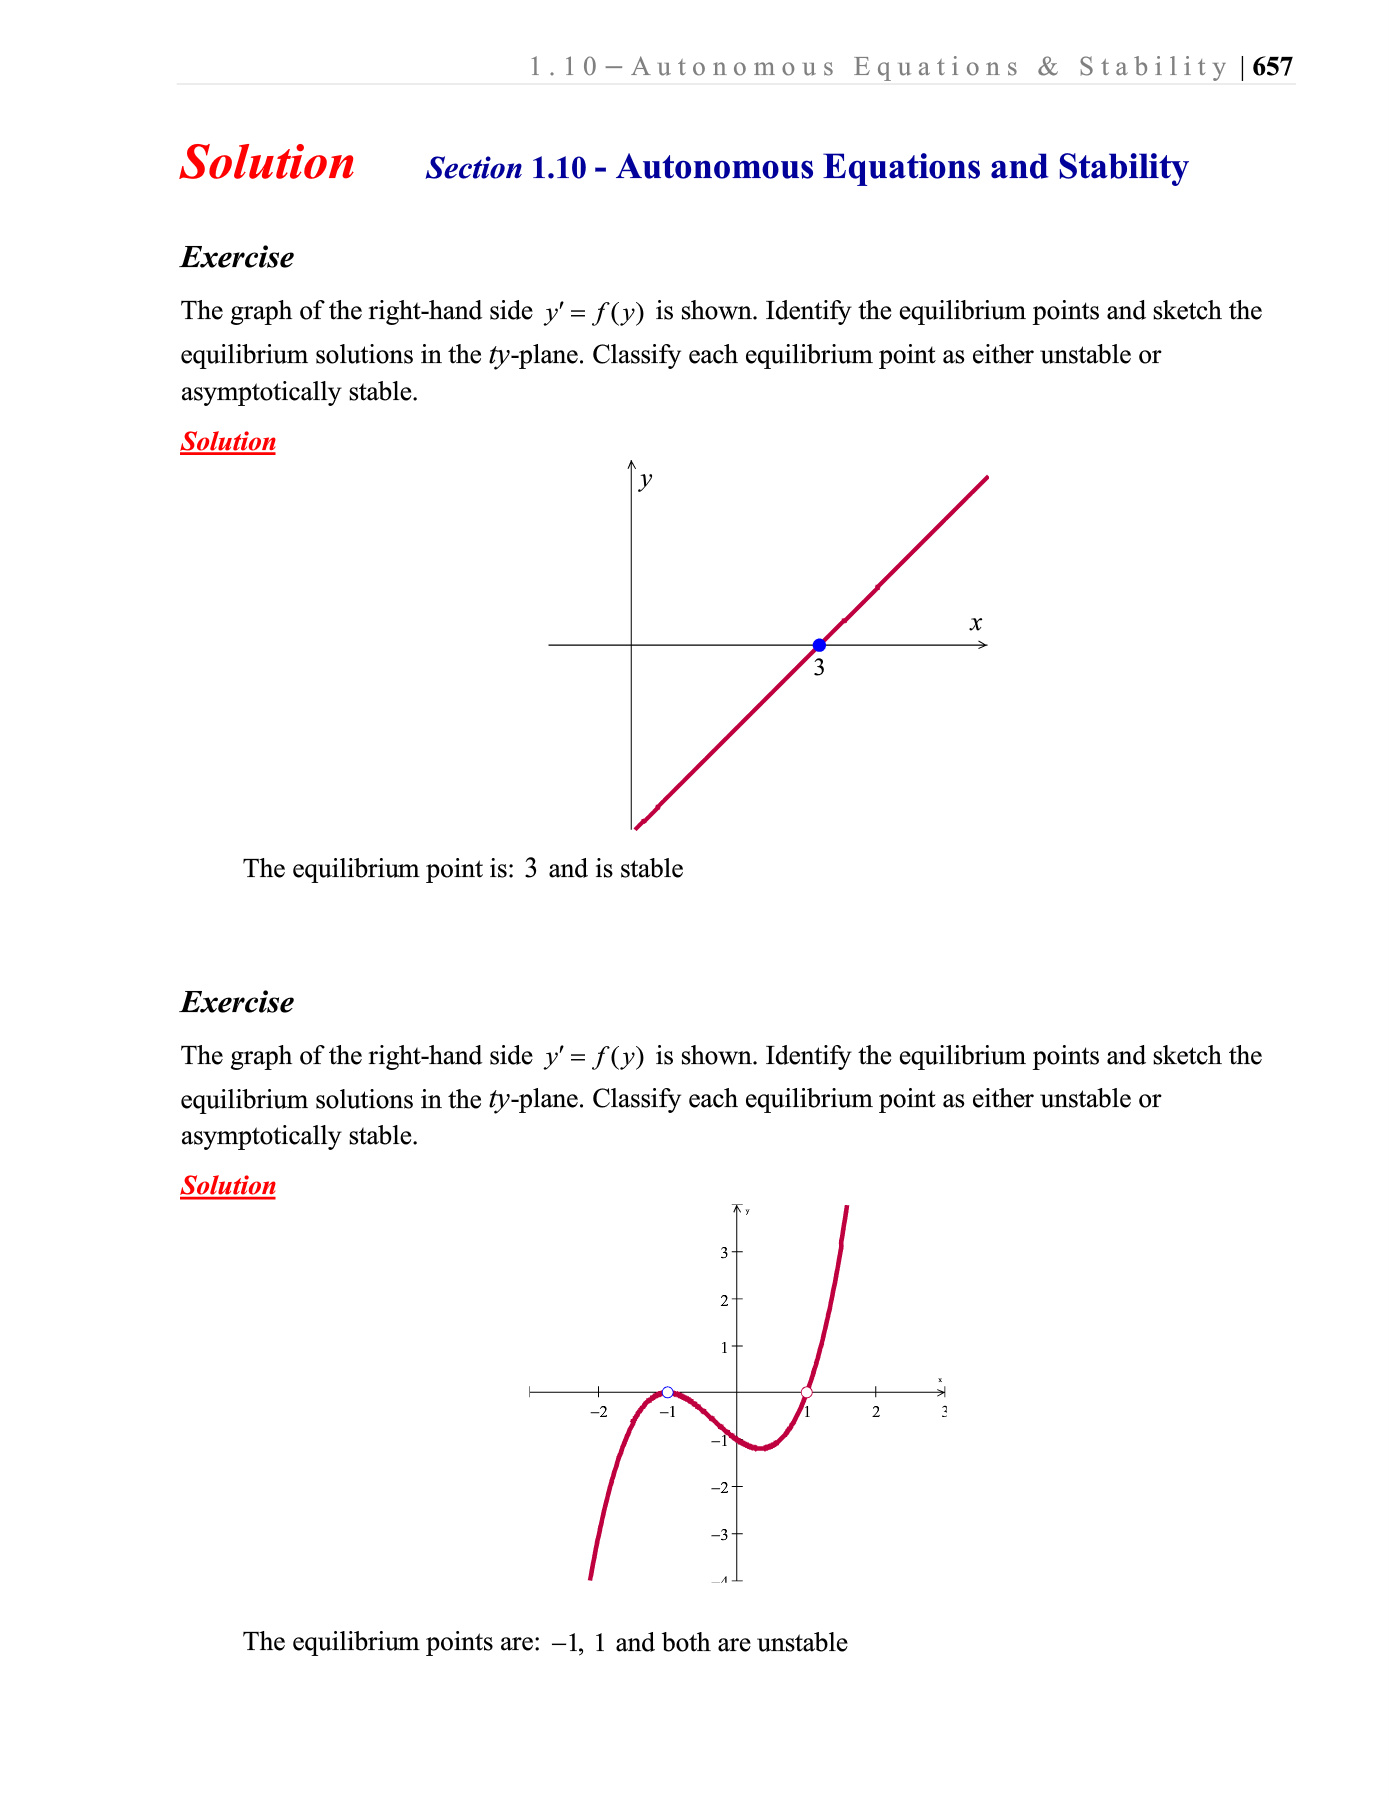 1.10−Autonomous Equations & Stability | 657
Solution Section 1.10 - Autonomous Equations and Stability
Exercise
The graph of the right-hand side y′ = f(y) is shown. Identify the equilibrium points and sketch the
equilibrium solutions in the ty-plane. Classify each equilibrium point as either unstable or
asymptotically stable.
Solution
y
x
3
The equilibrium point is: 3 and is stable
Exercise
The graph of the right-hand side y′ = f(y) is shown. Identify the equilibrium points and sketch the
equilibrium solutions in the ty-plane. Classify each equilibrium point as either unstable or
asymptotically stable.
Solution
y
3
2
1
x
−2 −1 1 2 3
−1
−2
−3
−4
The equilibrium points are: −1, 1 and both are unstable